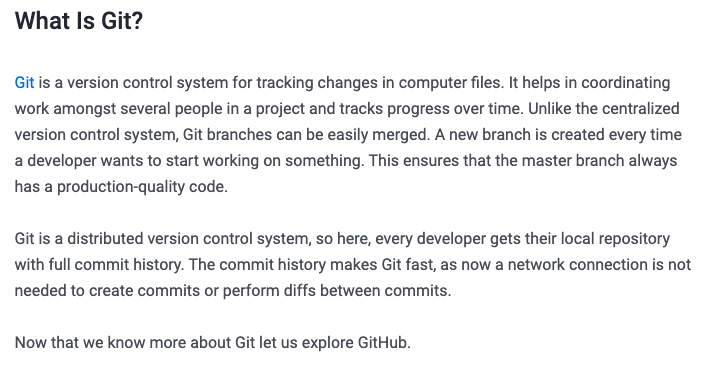 What Is Git?
Git is a version control system for tracking changes in computer files. It helps in coordinating
work amongst several people in a project and tracks progress over time. Unlike the centralized
version control system, Git branches can be easily merged. A new branch is created every time
a developer wants to start working on something. This ensures that the master branch always
has a production-quality code.
Git is a distributed version control system, so here, every developer gets their local repository
with full commit history. The commit history makes Git fast, as now a network connection is not
needed to create commits or perform diffs between commits.
Now that we know more about Git let us explore GitHub.